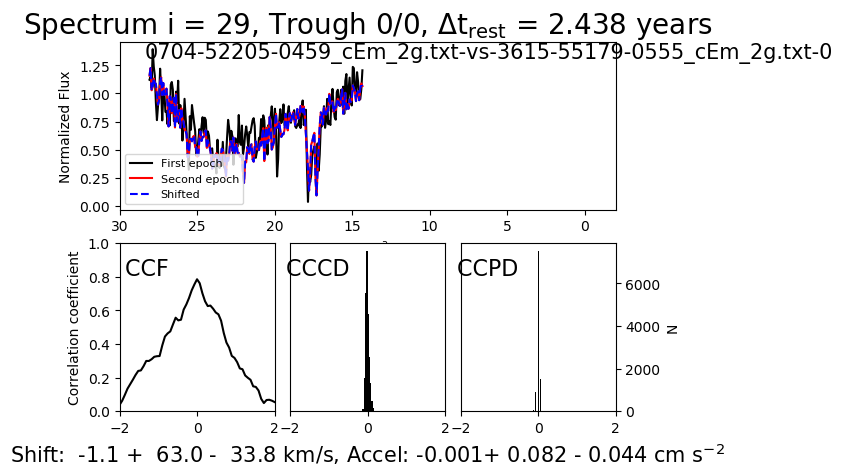 Spectrum i = 29, Trough 0/0, Δt_rest = 2.438 years
0704-52205-0459_cEm_2g.txt-vs-3615-55179-0555_cEm_2g.txt-0
Normalized Flux
1.25
1.00
0.75
0.50
0.25
0.00
First epoch
Second epoch
Shifted
30 25 20 15 10 5 0
Correlation coefficient
1.0
0.8
0.6
0.4
0.2
0.0
CCF
CCCD
CCPD
6000
4000
2000
0
N
−2 0 2
−2 0 2
−2 0 2
Shift: -1.1 + 63.0 - 33.8 km/s, Accel: -0.001+ 0.082 - 0.044 cm s⁻²